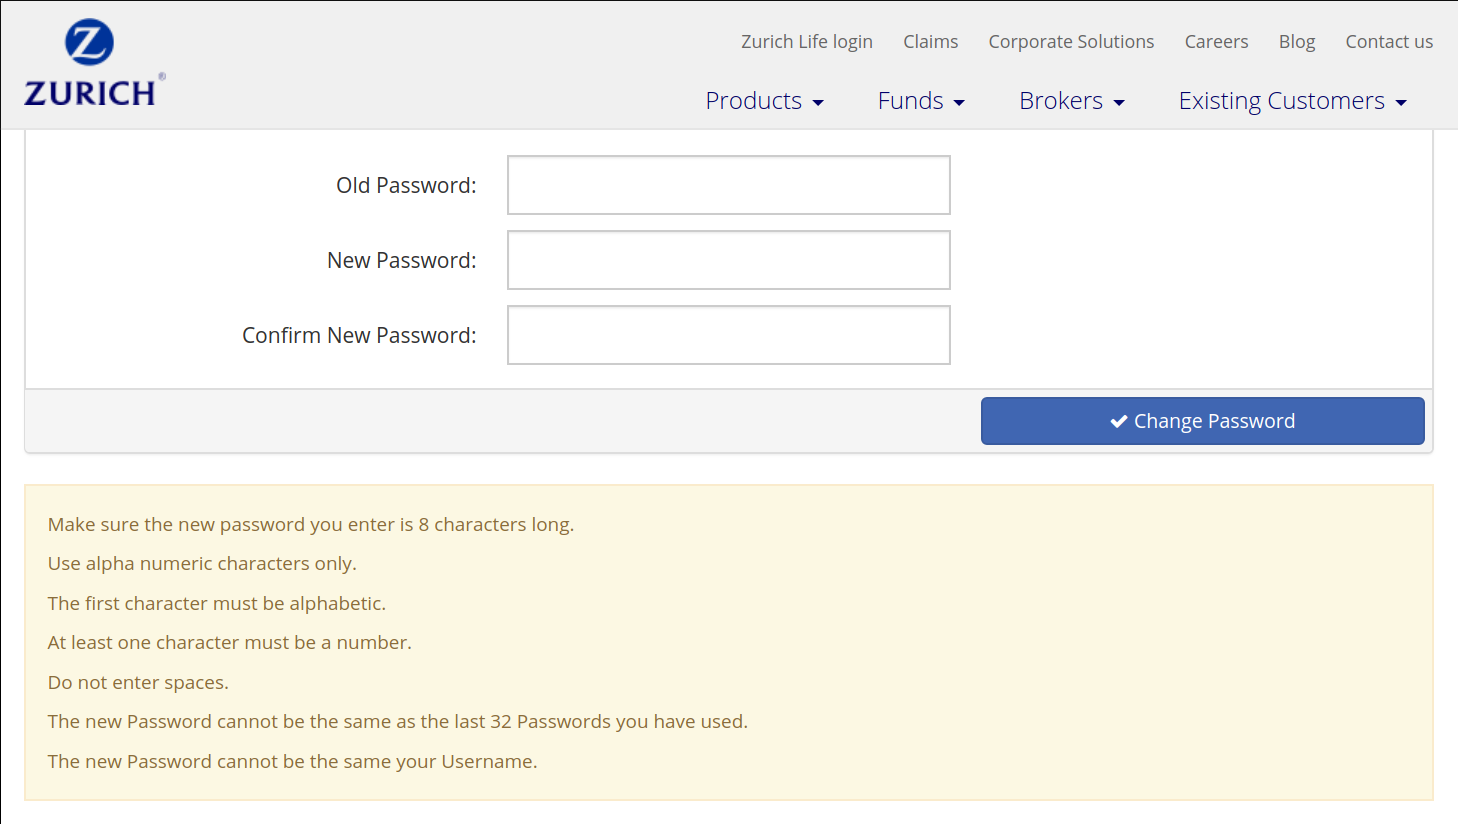 Z
ZURICH®
Zurich Life login Claims Corporate Solutions Careers Blog Contact us
Products Funds Brokers Existing Customers
Old Password:
New Password:
Confirm New Password:
Change Password
Make sure the new password you enter is 8 characters long.
Use alpha numeric characters only.
The first character must be alphabetic.
At least one character must be a number.
Do not enter spaces.
The new Password cannot be the same as the last 32 Passwords you have used.
The new Password cannot be the same your Username.